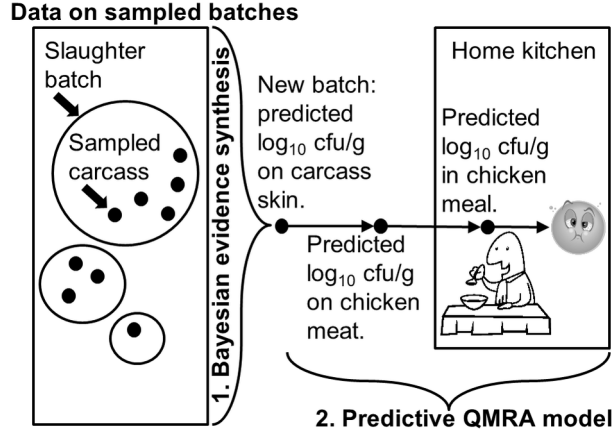 Data on sampled batches
Slaughter
batch
Sampled
carcass
1. Bayesian evidence synthesis
New batch:
predicted
log₁₀ cfu/g
on carcass
skin.
Predicted
log₁₀ cfu/g
on chicken
meat.
Home kitchen
Predicted
log₁₀ cfu/g
in chicken
meal.
2. Predictive QMRA model